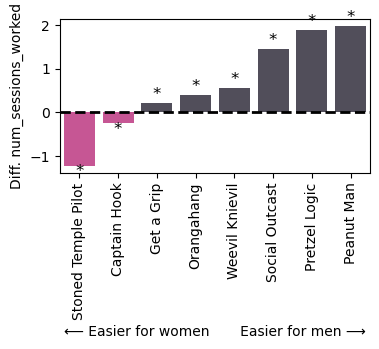 Diff. num_sessions_worked
2
1
0
−1
*
*
*
*
*
*
*
*
Stoned Temple Pilot
Captain Hook
Get a Grip
Orangahang
Weevil Knievil
Social Outcast
Pretzel Logic
Peanut Man
⟵ Easier for women
Easier for men ⟶